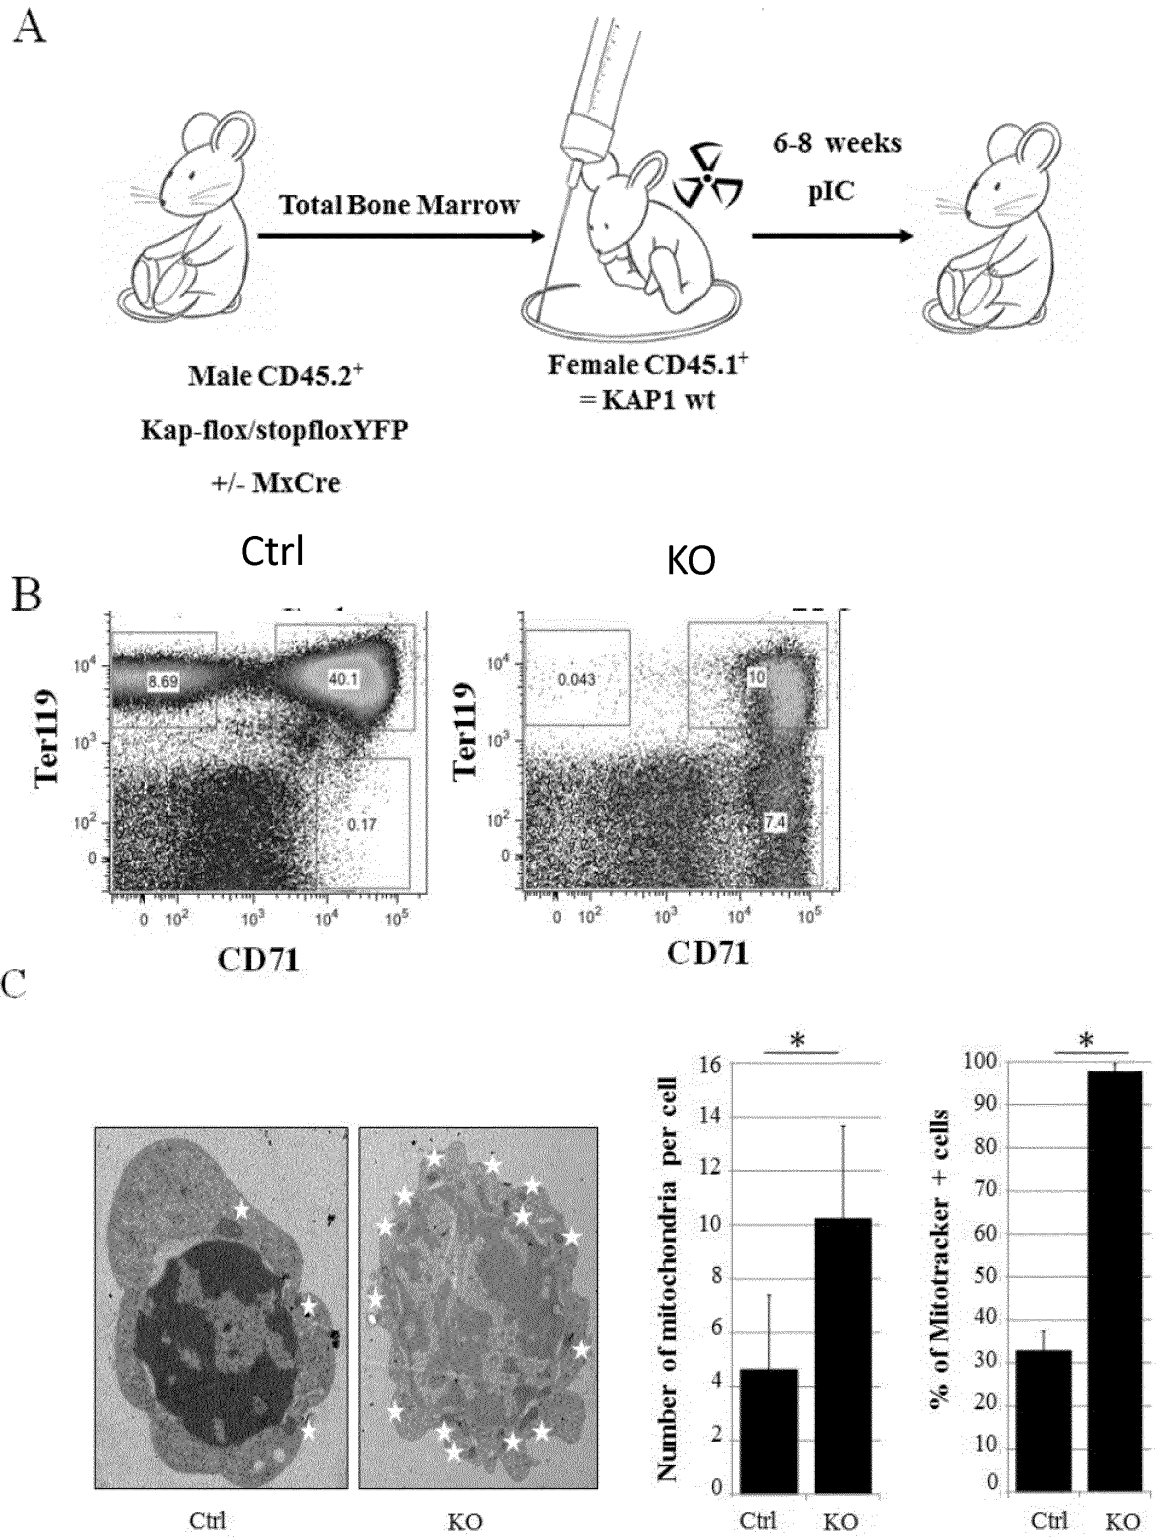 A
6-8 weeks
pIC
Total Bone Marrow
Male CD45.2+
Kap-flox/stopfloxYFP
+/- MxCre
Female CD45.1+
= KAP1 wt
B
Ctrl
KO
Ter119
10^4
10^3
10^2
0
8.69
40.1
0.17
0 10^2 10^3 10^4 10^5
CD71
Ter119
10^4
10^3
10^2
0
0.043
10
7.4
0 10^2 10^3 10^4 10^5
CD71
C
Ctrl
KO
Number of mitochondria per cell
16
14
12
10
8
6
4
2
0
*
Ctrl
KO
% of Mitotracker + cells
100
90
80
70
60
50
40
30
20
10
0
*
Ctrl
KO